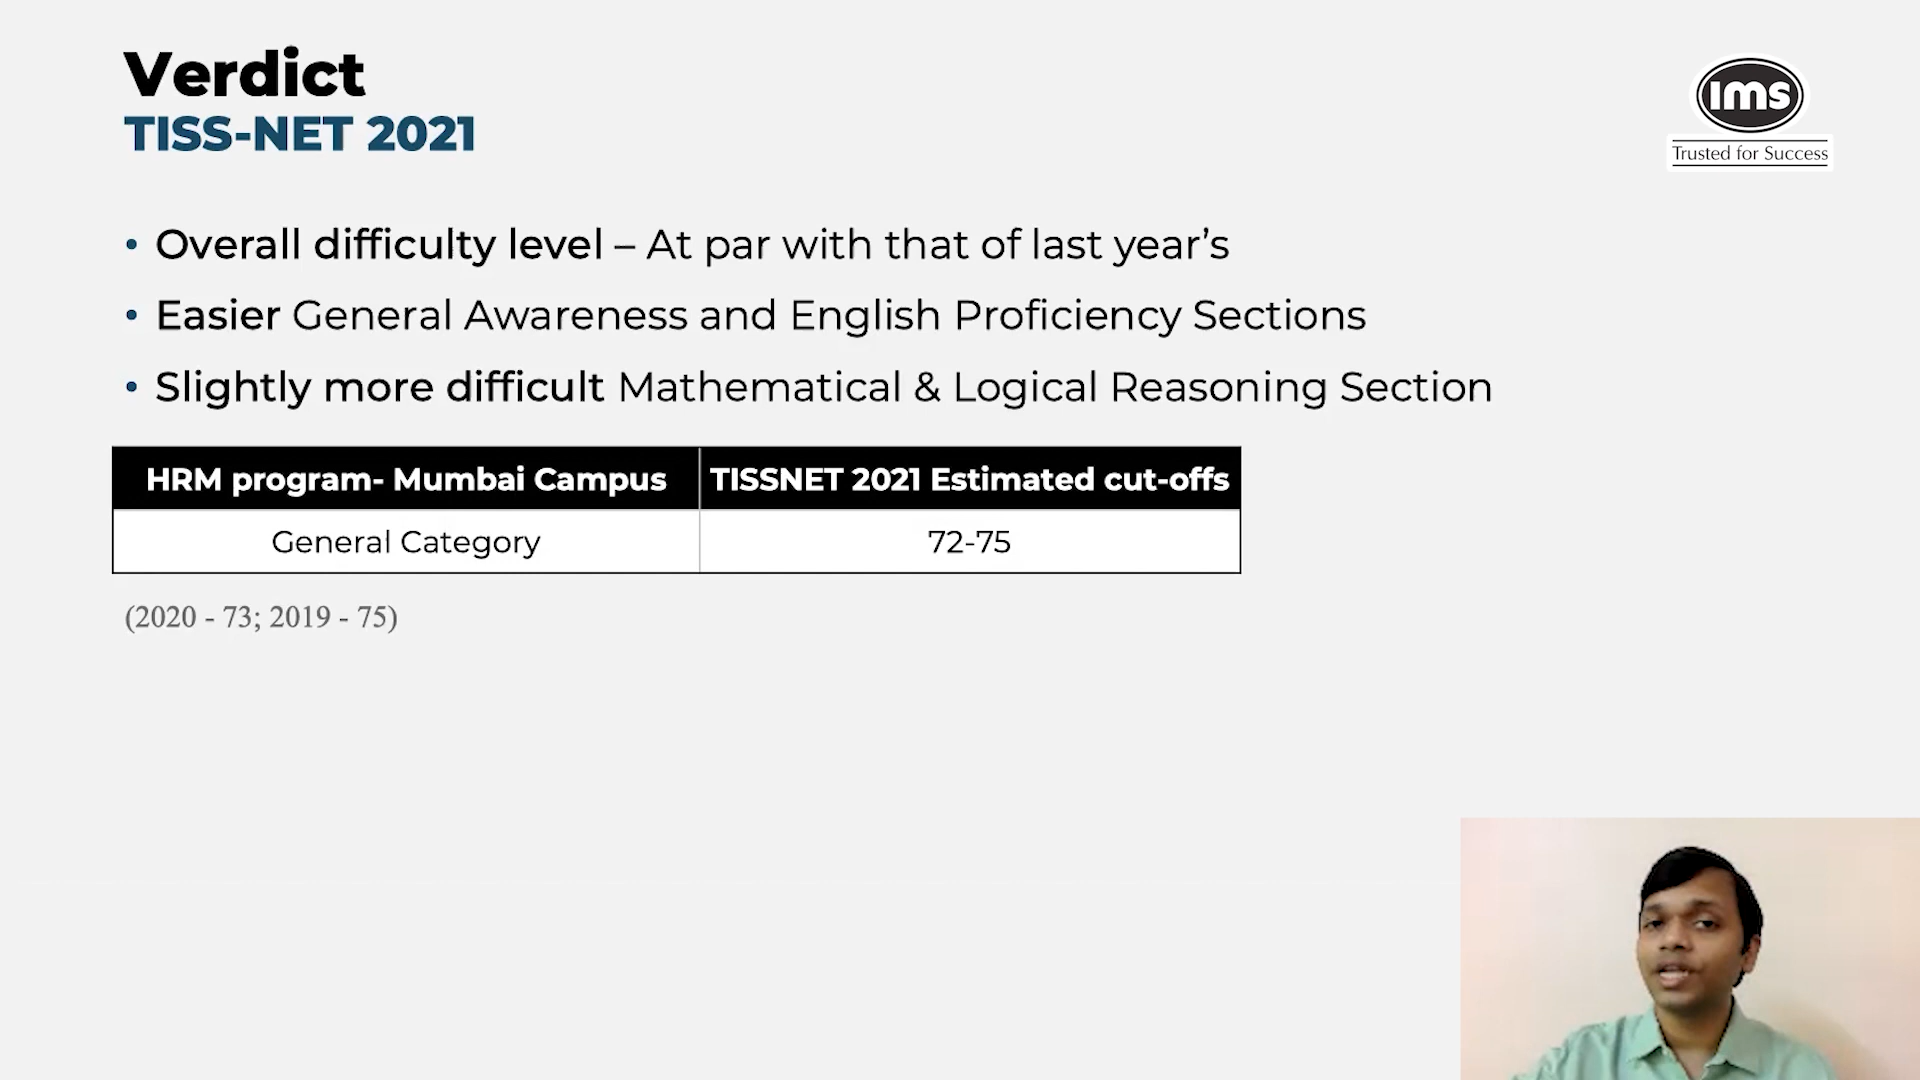 Verdict
TISS-NET 2021
ims
Trusted for Success
• Overall difficulty level – At par with that of last year’s
• Easier General Awareness and English Proficiency Sections
• Slightly more difficult Mathematical & Logical Reasoning Section
HRM program- Mumbai Campus TISSNET 2021 Estimated cut-offs
General Category 72-75
(2020 - 73; 2019 - 75)